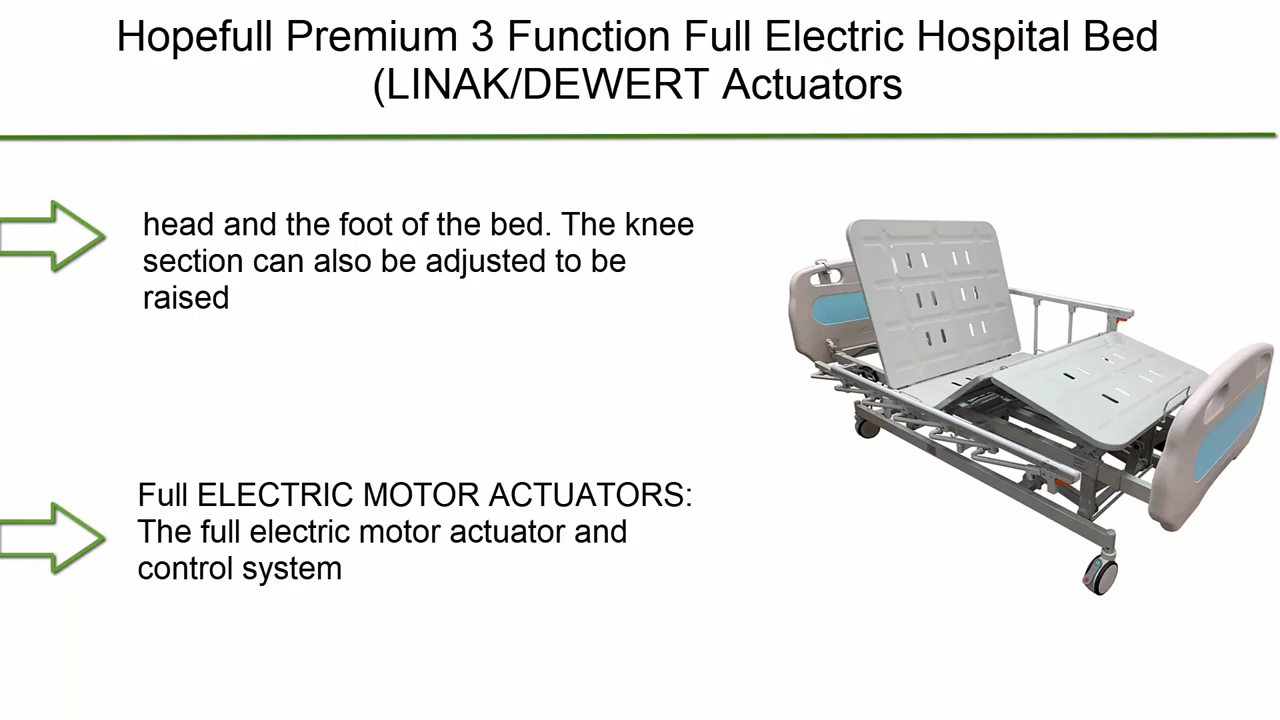 Hopefull Premium 3 Function Full Electric Hospital Bed
(LINAK/DEWERT Actuators
head and the foot of the bed. The knee
section can also be adjusted to be
raised
Full ELECTRIC MOTOR ACTUATORS:
The full electric motor actuator and
control system